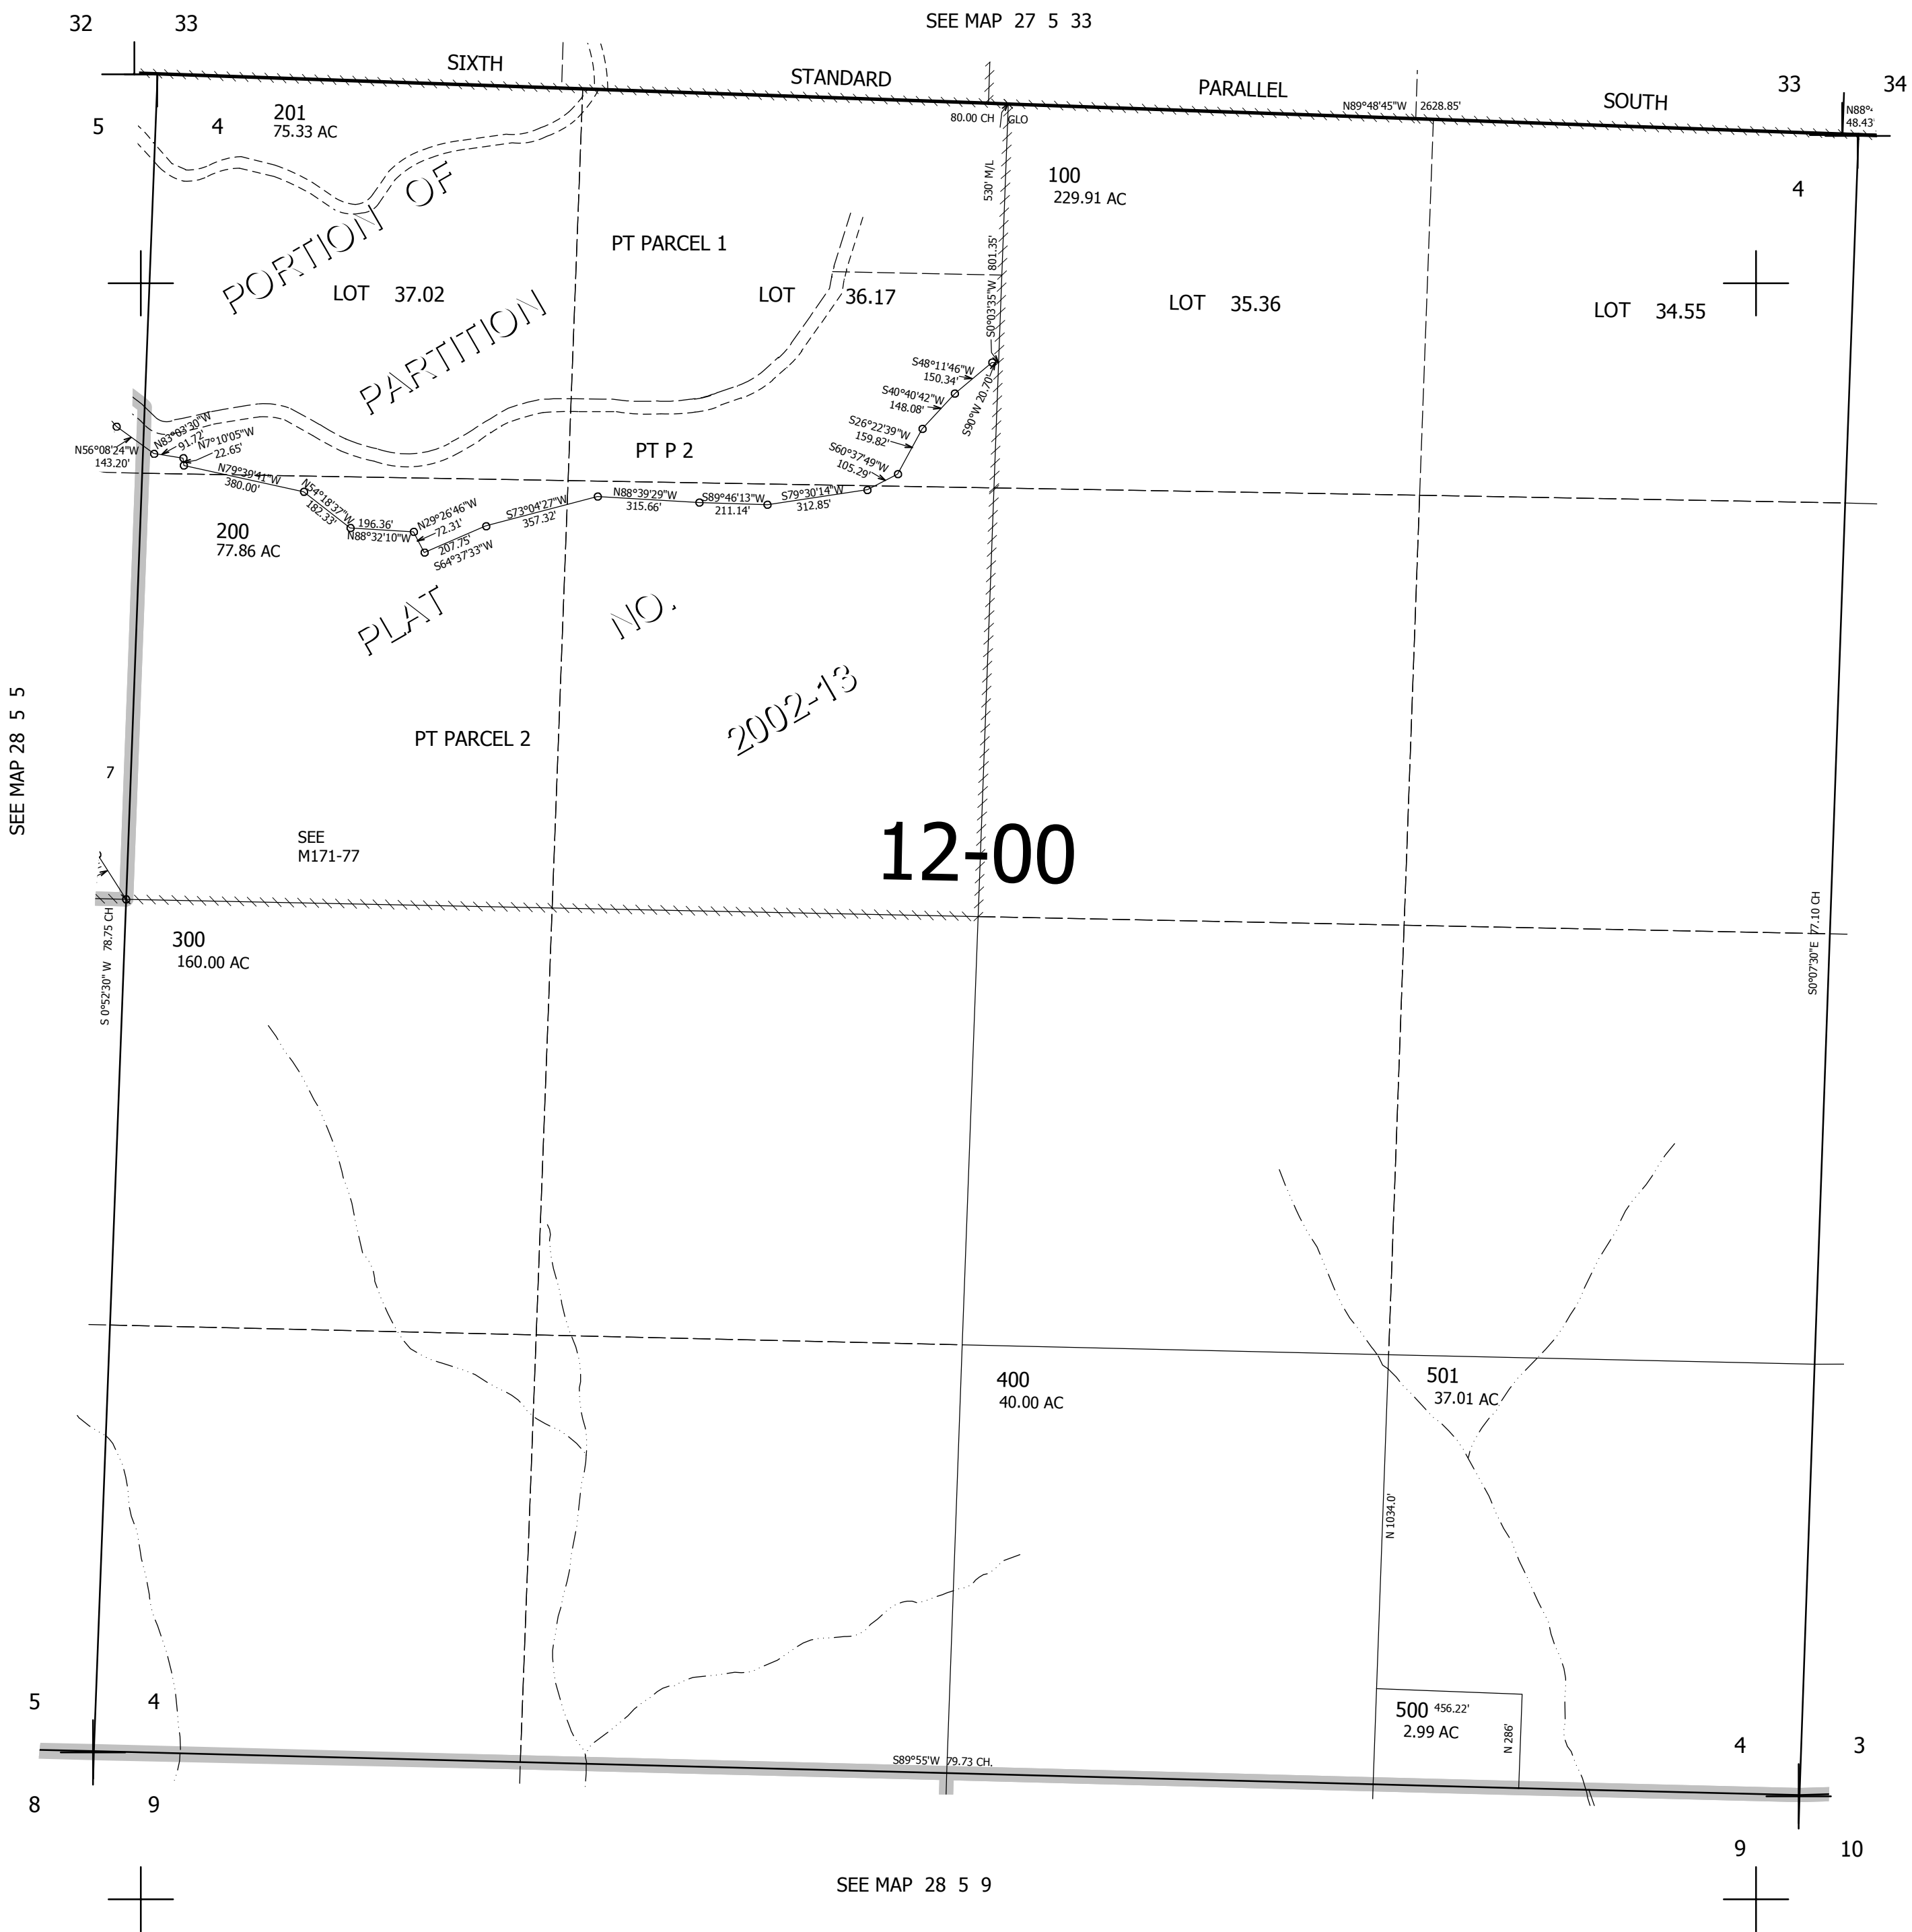 32 33
SEE MAP 27 5 33
SIXTH STANDARD PARALLEL SOUTH
33 34
5 4
201
75.33 AC
80.00 CH GLO
N89°48'45"W 2628.85'
N88°
48.43'
530' M/L
100
229.91 AC
4
PORTION OF
PT PARCEL 1
LOT 37.02
LOT 36.17
LOT 35.36
LOT 34.55
S0°03'35"W 801.35'
PARTITION
S48°11'46"W
150.34'
S40°40'42"W
148.08'
S90°W 20.70'
S26°22'39"W
159.82'
S60°37'49"W
105.29'
PT P 2
N56°08'24"W
143.20'
N83°03'30"W
91.72'
N7°10'05"W
22.65'
N79°39'41"W
380.00'
N54°18'37"W
182.33'
196.36'
N88°32'10"W
N29°26'46"W
72.31'
207.75'
S64°37'33"W
S73°04'27"W
357.32'
N88°39'29"W
315.66'
S89°46'13"W
211.14'
S79°30'14"W
312.85'
200
77.86 AC
PLAT NO.
2002-13
SEE MAP 28 5 5
PT PARCEL 2
7
SEE
M171-77
12-00
S 0°52'30" W 78.75 CH
300
160.00 AC
S0°07'30"E 77.10 CH
400
40.00 AC
501
37.01 AC
N 1034.0'
500 456.22'
2.99 AC
N 286'
5 4
S89°55'W 79.73 CH.
4 3
8 9
9 10
SEE MAP 28 5 9